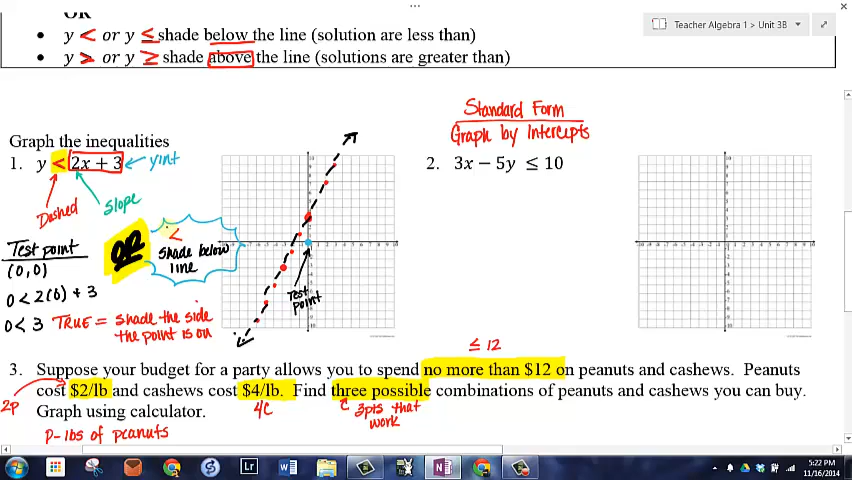 OR
Teacher Algebra 1 > Unit 3B
• y < or y ≤ shade below the line (solution are less than)
• y > or y ≥ shade above the line (solutions are greater than)
Standard Form
Graph by Intercepts
Graph the inequalities
1. y < 2x + 3
yint
2. 3x − 5y ≤ 10
Dashed
Slope
Test point
(0,0)
0 < 2(0) + 3
0 < 3 TRUE = shade the side
the point is on
OR
<
shade below
line
Test
point
≤ 12
3. Suppose your budget for a party allows you to spend no more than $12 on peanuts and cashews. Peanuts
cost $2/lb and cashews cost $4/lb. Find three possible combinations of peanuts and cashews you can buy.
2p
4c
3pts that
work
Graph using calculator.
p - lbs of peanuts
5:22 PM
11/16/2014